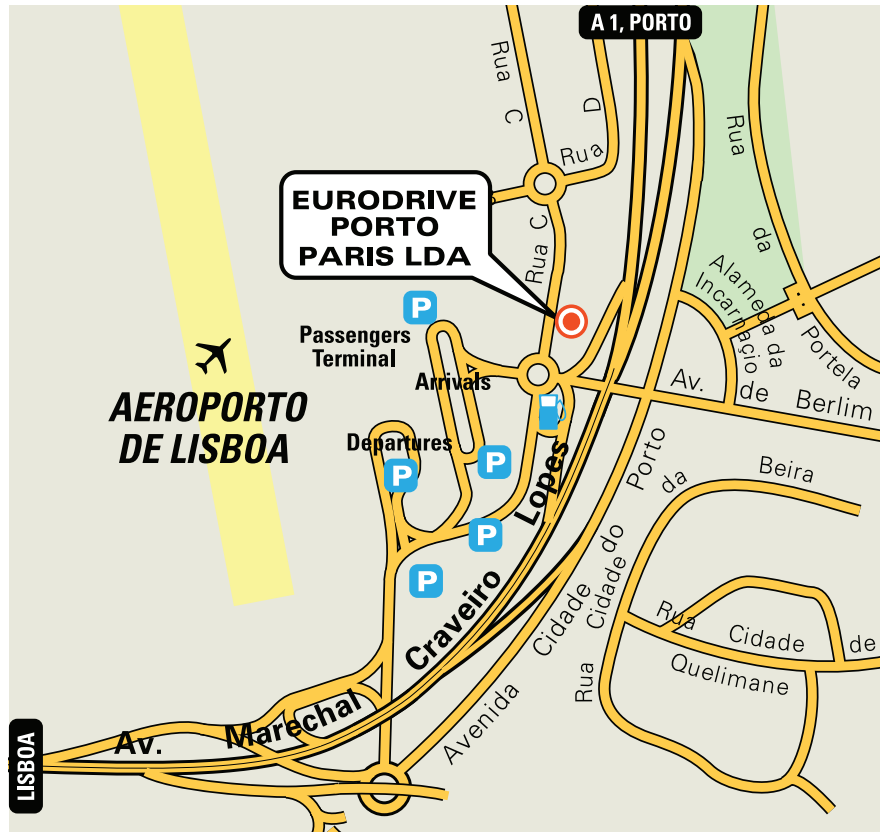 A 1, PORTO
Rua C
Rua D
Rua
da
Portela
EURODRIVE
PORTO
PARIS LDA
Rua C
Alameda da
Incarnaçio
P
Passengers
Terminal
Arrivals
AEROPORTO
DE LISBOA
Departures
P
P
P
P
Av. de Berlim
Rua Cidade da Beira
Rua Cidade de
Quelimane
Avenida Cidade do Porto
Av. Marechal Craveiro Lopes
LISBOA